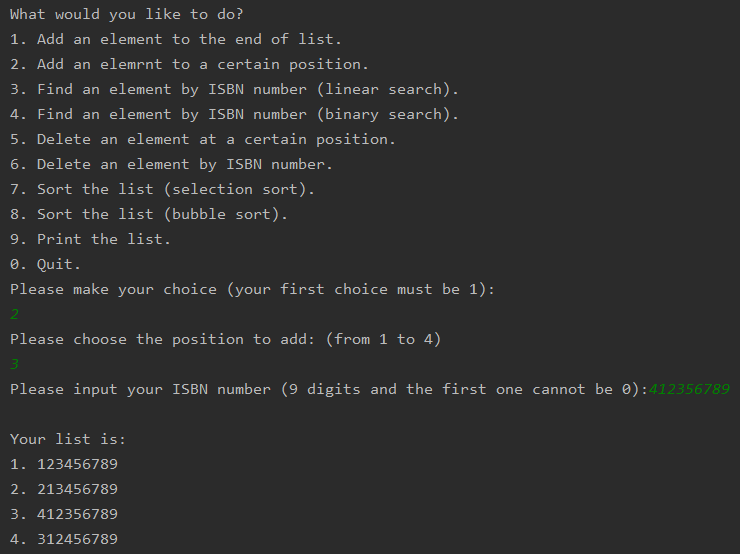 What would you like to do?
1. Add an element to the end of list.
2. Add an elemrnt to a certain position.
3. Find an element by ISBN number (linear search).
4. Find an element by ISBN number (binary search).
5. Delete an element at a certain position.
6. Delete an element by ISBN number.
7. Sort the list (selection sort).
8. Sort the list (bubble sort).
9. Print the list.
0. Quit.
Please make your choice (your first choice must be 1):
2
Please choose the position to add: (from 1 to 4)
3
Please input your ISBN number (9 digits and the first one cannot be 0):412356789
Your list is:
1. 123456789
2. 213456789
3. 412356789
4. 312456789